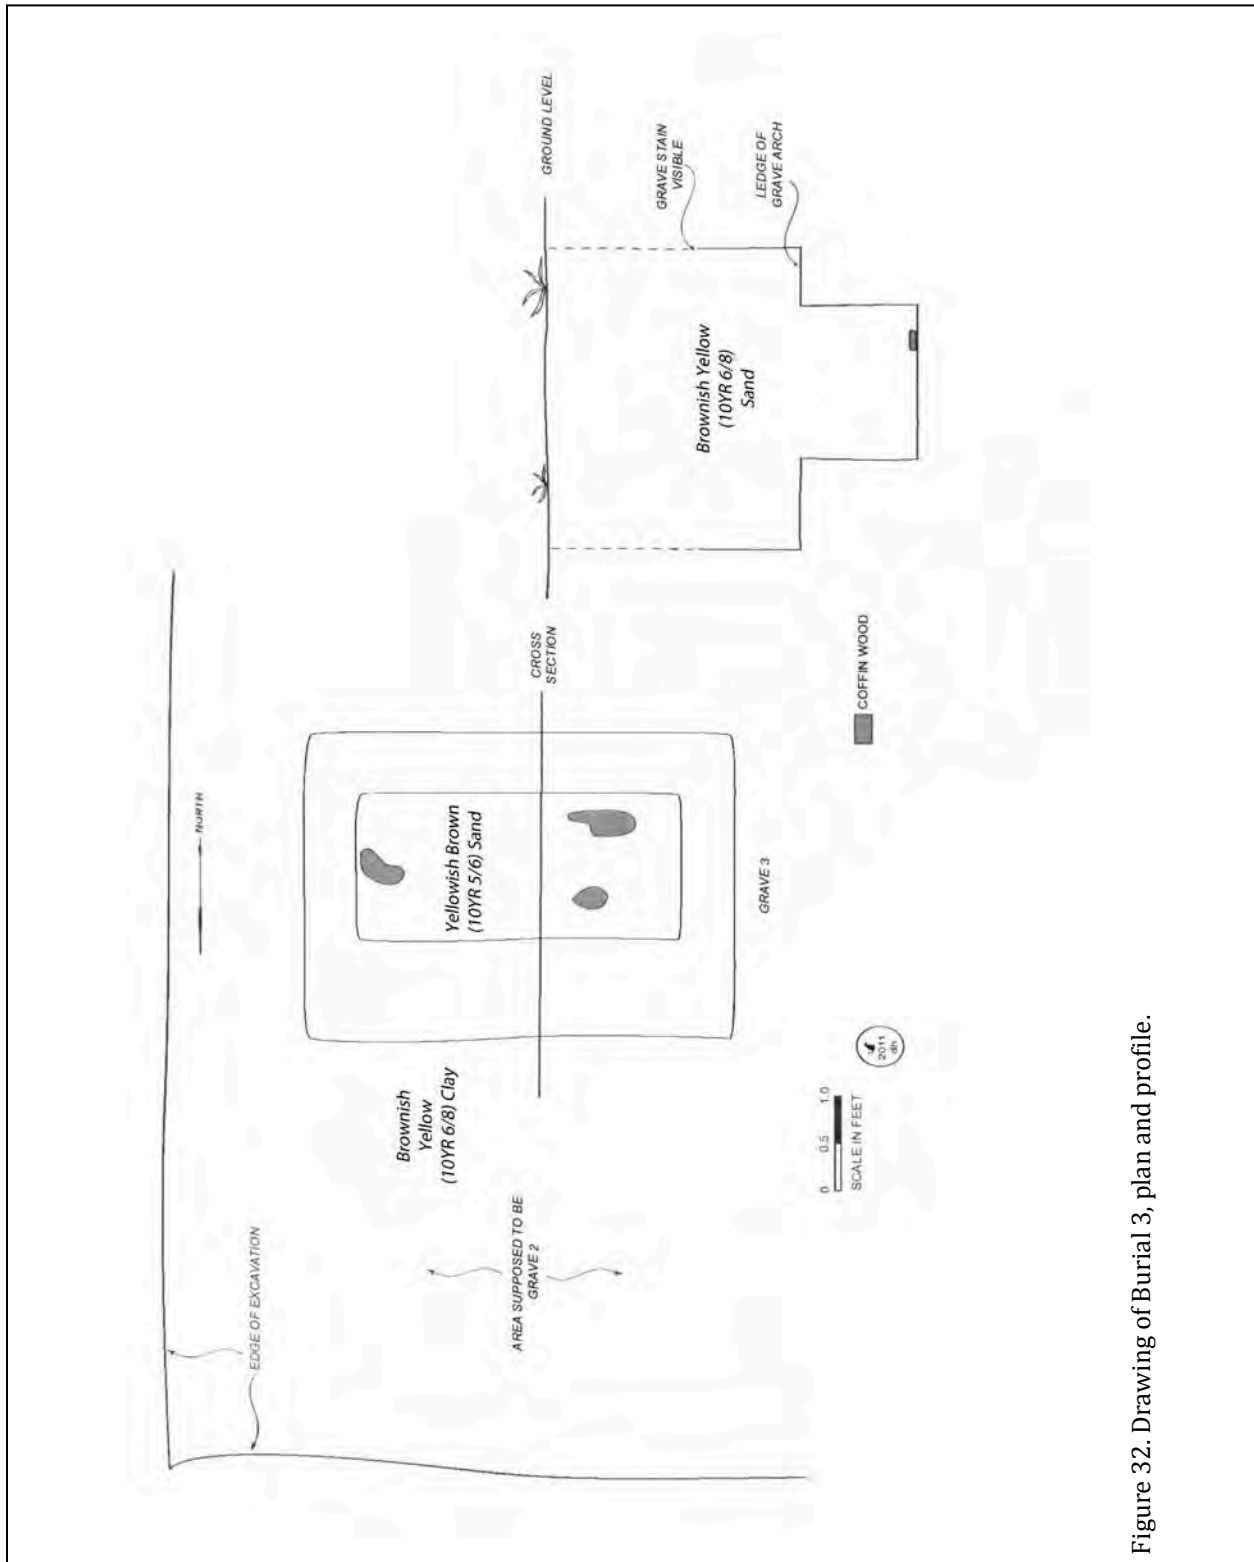 EDGE OF EXCAVATION
NORTH
AREA SUPPOSED TO BE
GRAVE 2
Brownish
Yellow
(10YR 6/8) Clay
Yellowish Brown
(10YR 5/6) Sand
CROSS
SECTION
GROUND LEVEL
GRAVE STAIN
VISIBLE
LEDGE OF
GRAVE ARCH
Brownish Yellow
(10YR 6/8)
Sand
GRAVE 3
COFFIN WOOD
0 0.5 1.0
SCALE IN FEET
2011
dlh
Figure 32. Drawing of Burial 3, plan and profile.